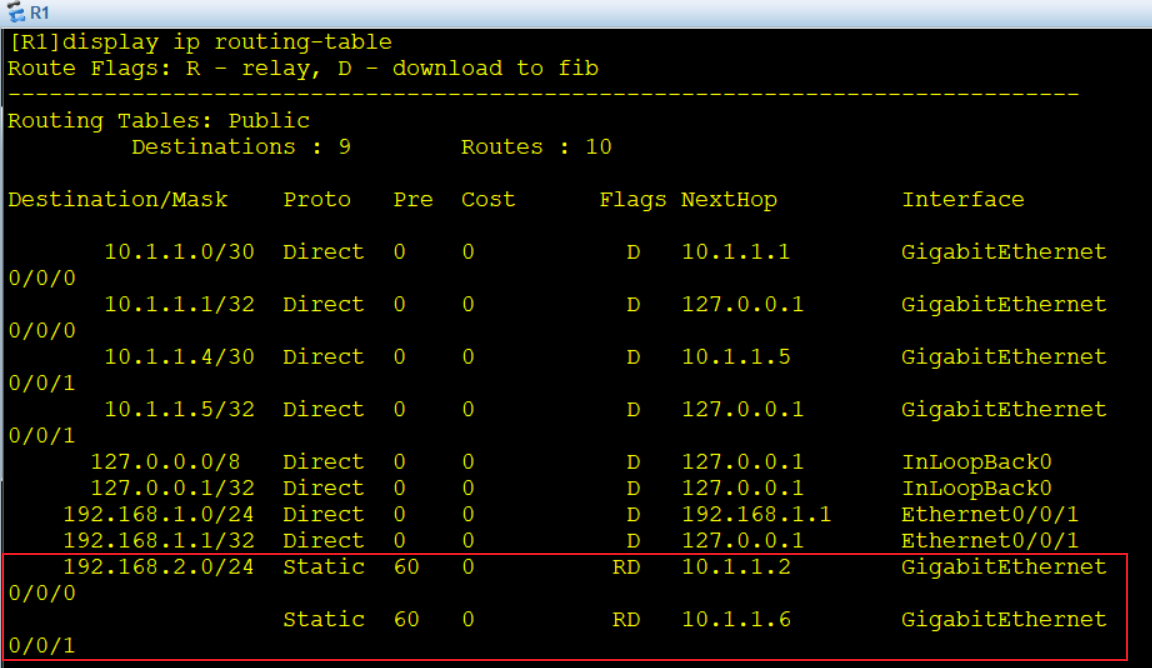 R1
[R1]display ip routing-table
Route Flags: R - relay, D - download to fib
------------------------------------------------------------------------------
Routing Tables: Public
         Destinations : 9        Routes : 10

Destination/Mask    Proto   Pre  Cost      Flags NextHop         Interface

       10.1.1.0/30  Direct  0    0           D   10.1.1.1        GigabitEthernet
0/0/0
       10.1.1.1/32  Direct  0    0           D   127.0.0.1       GigabitEthernet
0/0/0
       10.1.1.4/30  Direct  0    0           D   10.1.1.5        GigabitEthernet
0/0/1
       10.1.1.5/32  Direct  0    0           D   127.0.0.1       GigabitEthernet
0/0/1
      127.0.0.0/8   Direct  0    0           D   127.0.0.1       InLoopBack0
      127.0.0.1/32  Direct  0    0           D   127.0.0.1       InLoopBack0
    192.168.1.0/24  Direct  0    0           D   192.168.1.1     Ethernet0/0/1
    192.168.1.1/32  Direct  0    0           D   127.0.0.1       Ethernet0/0/1
    192.168.2.0/24  Static  60   0          RD   10.1.1.2        GigabitEthernet
0/0/0
                    Static  60   0          RD   10.1.1.6        GigabitEthernet
0/0/1